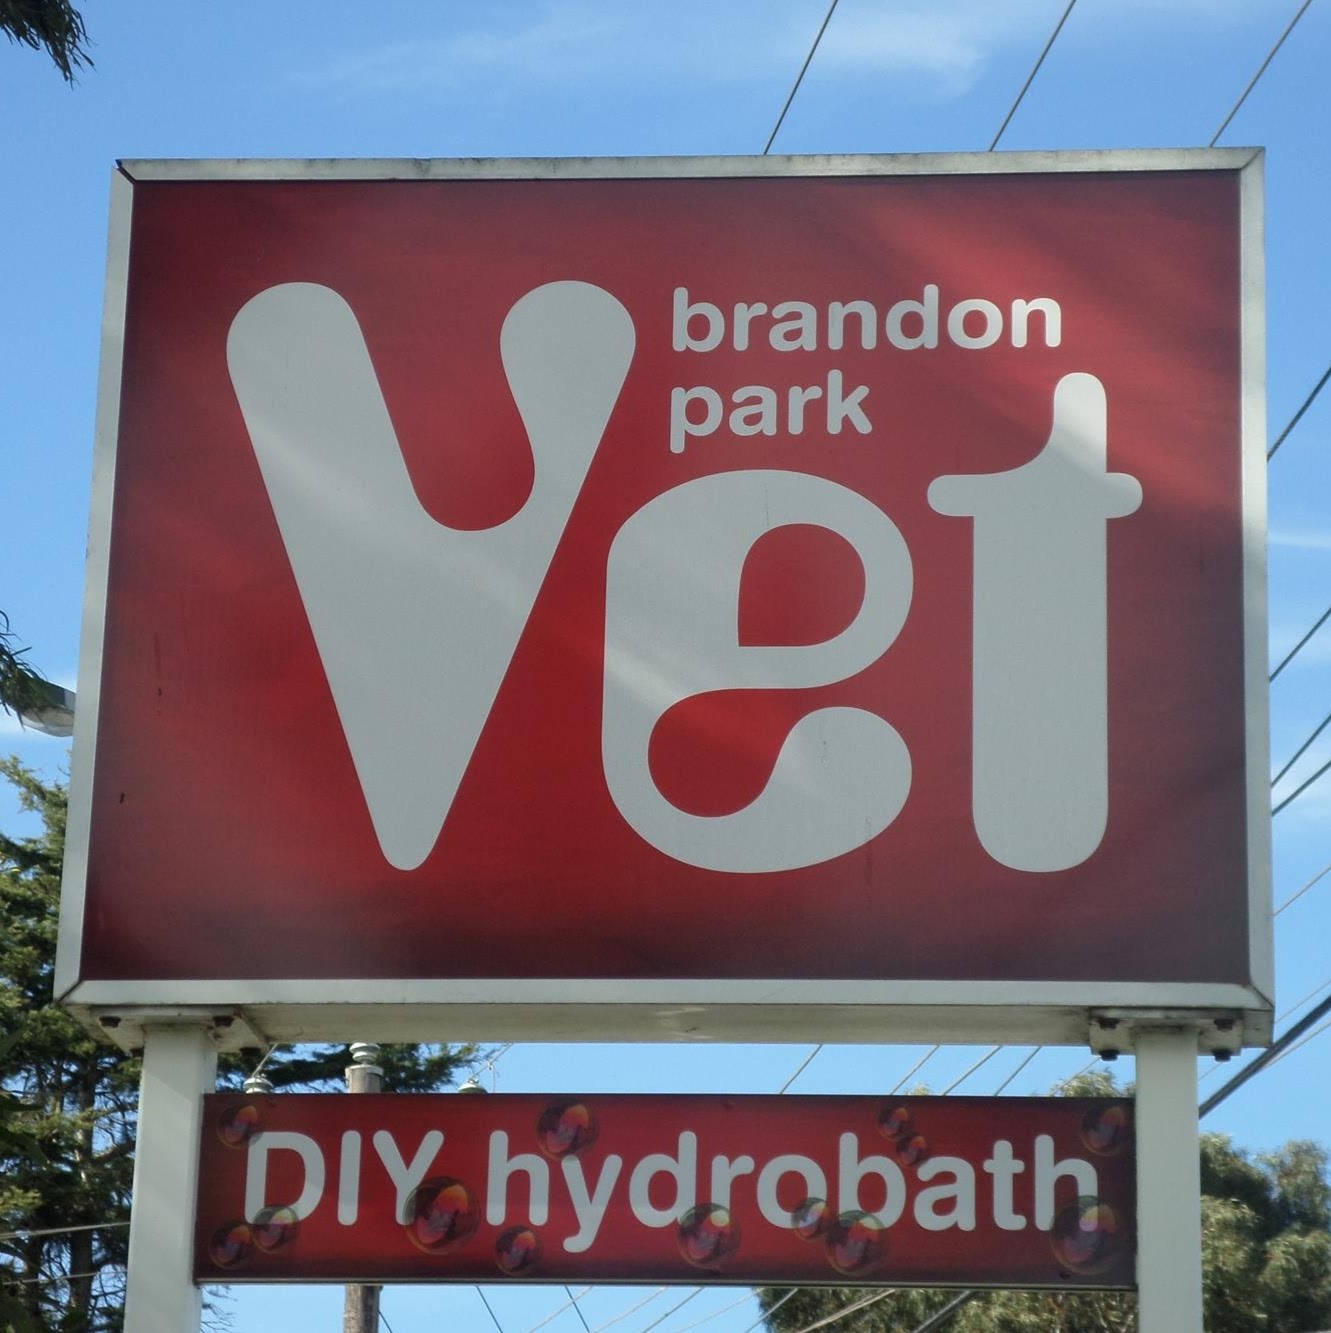 brandon
park
Vet
DIY hydrobath